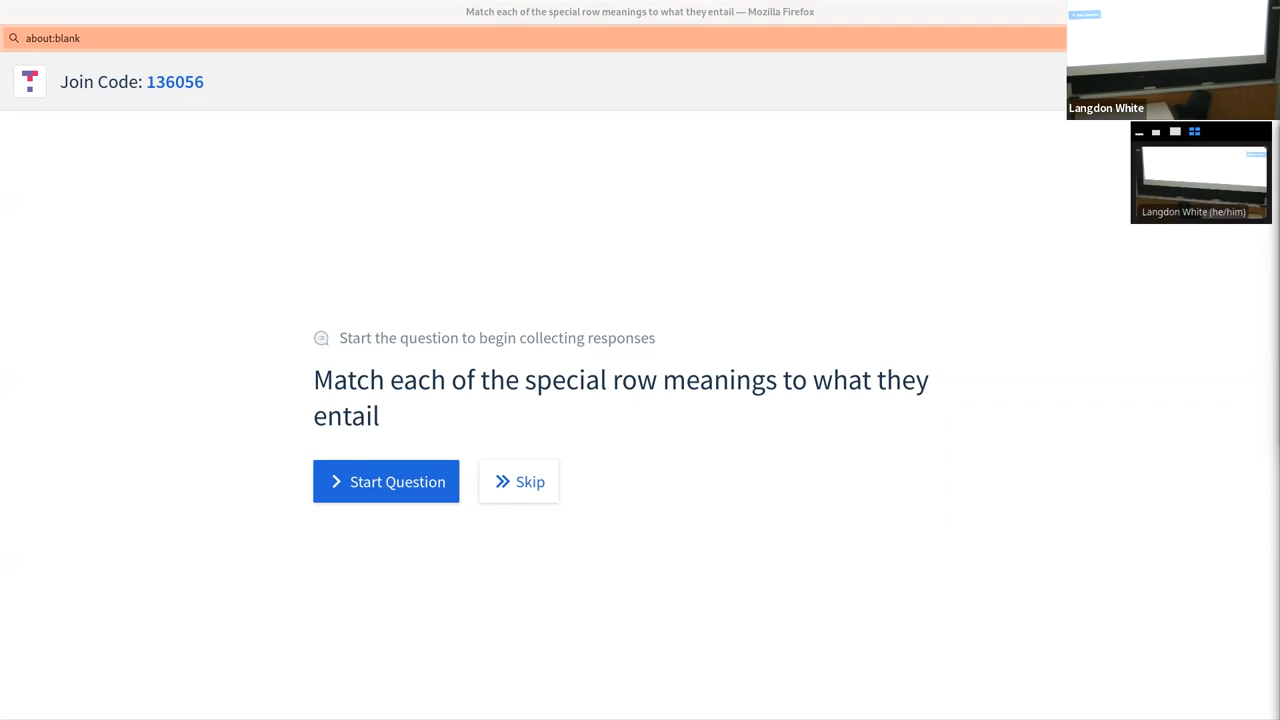 Match each of the special row meanings to what they entail — Mozilla Firefox
about:blank
Join Code: 136056
Langdon White
Langdon White (he/him)
Start the question to begin collecting responses
Match each of the special row meanings to what they
entail
Start Question
Skip